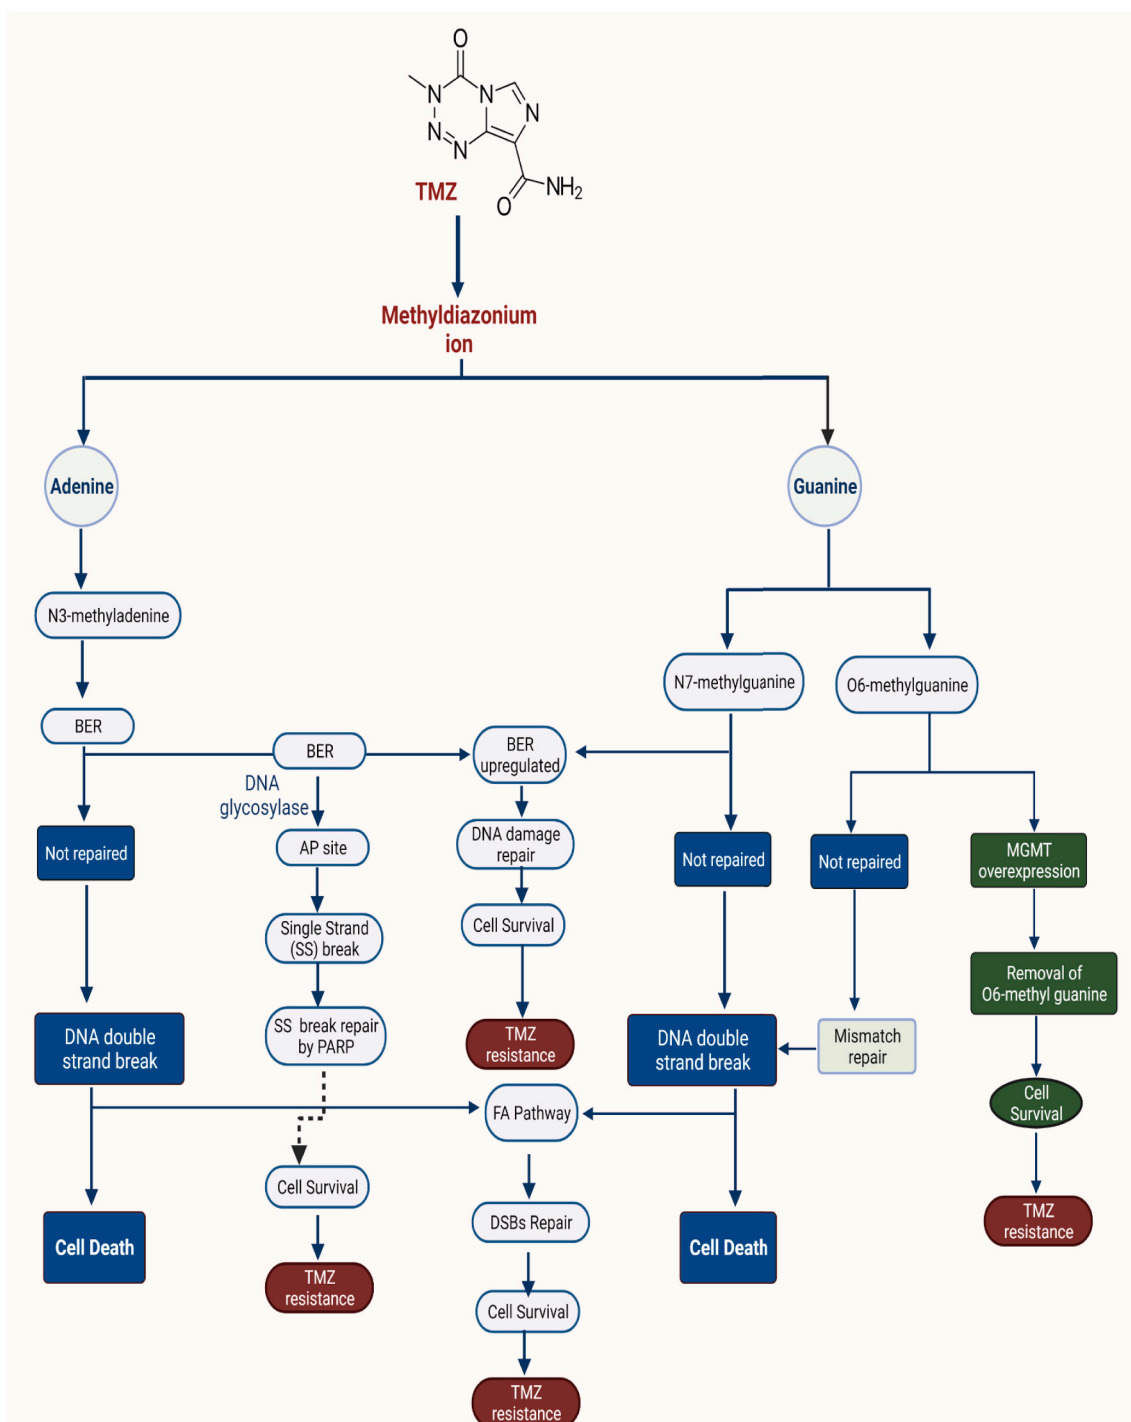 O
N
N
N
N
N
NH2
O
TMZ
Methyldiazonium
ion
Adenine
Guanine
N3-methyladenine
N7-methylguanine
O6-methylguanine
BER
BER
BER
upregulated
DNA
glycosylase
Not repaired
AP site
DNA damage
repair
Not repaired
Not repaired
MGMT
overexpression
Single Strand
(SS) break
Cell Survival
Removal of
O6-methyl guanine
DNA double
strand break
SS break repair
by PARP
TMZ
resistance
DNA double
strand break
Mismatch
repair
FA Pathway
Cell
Survival
Cell Survival
DSBs Repair
TMZ
resistance
Cell Death
Cell Death
TMZ
resistance
Cell Survival
TMZ
resistance